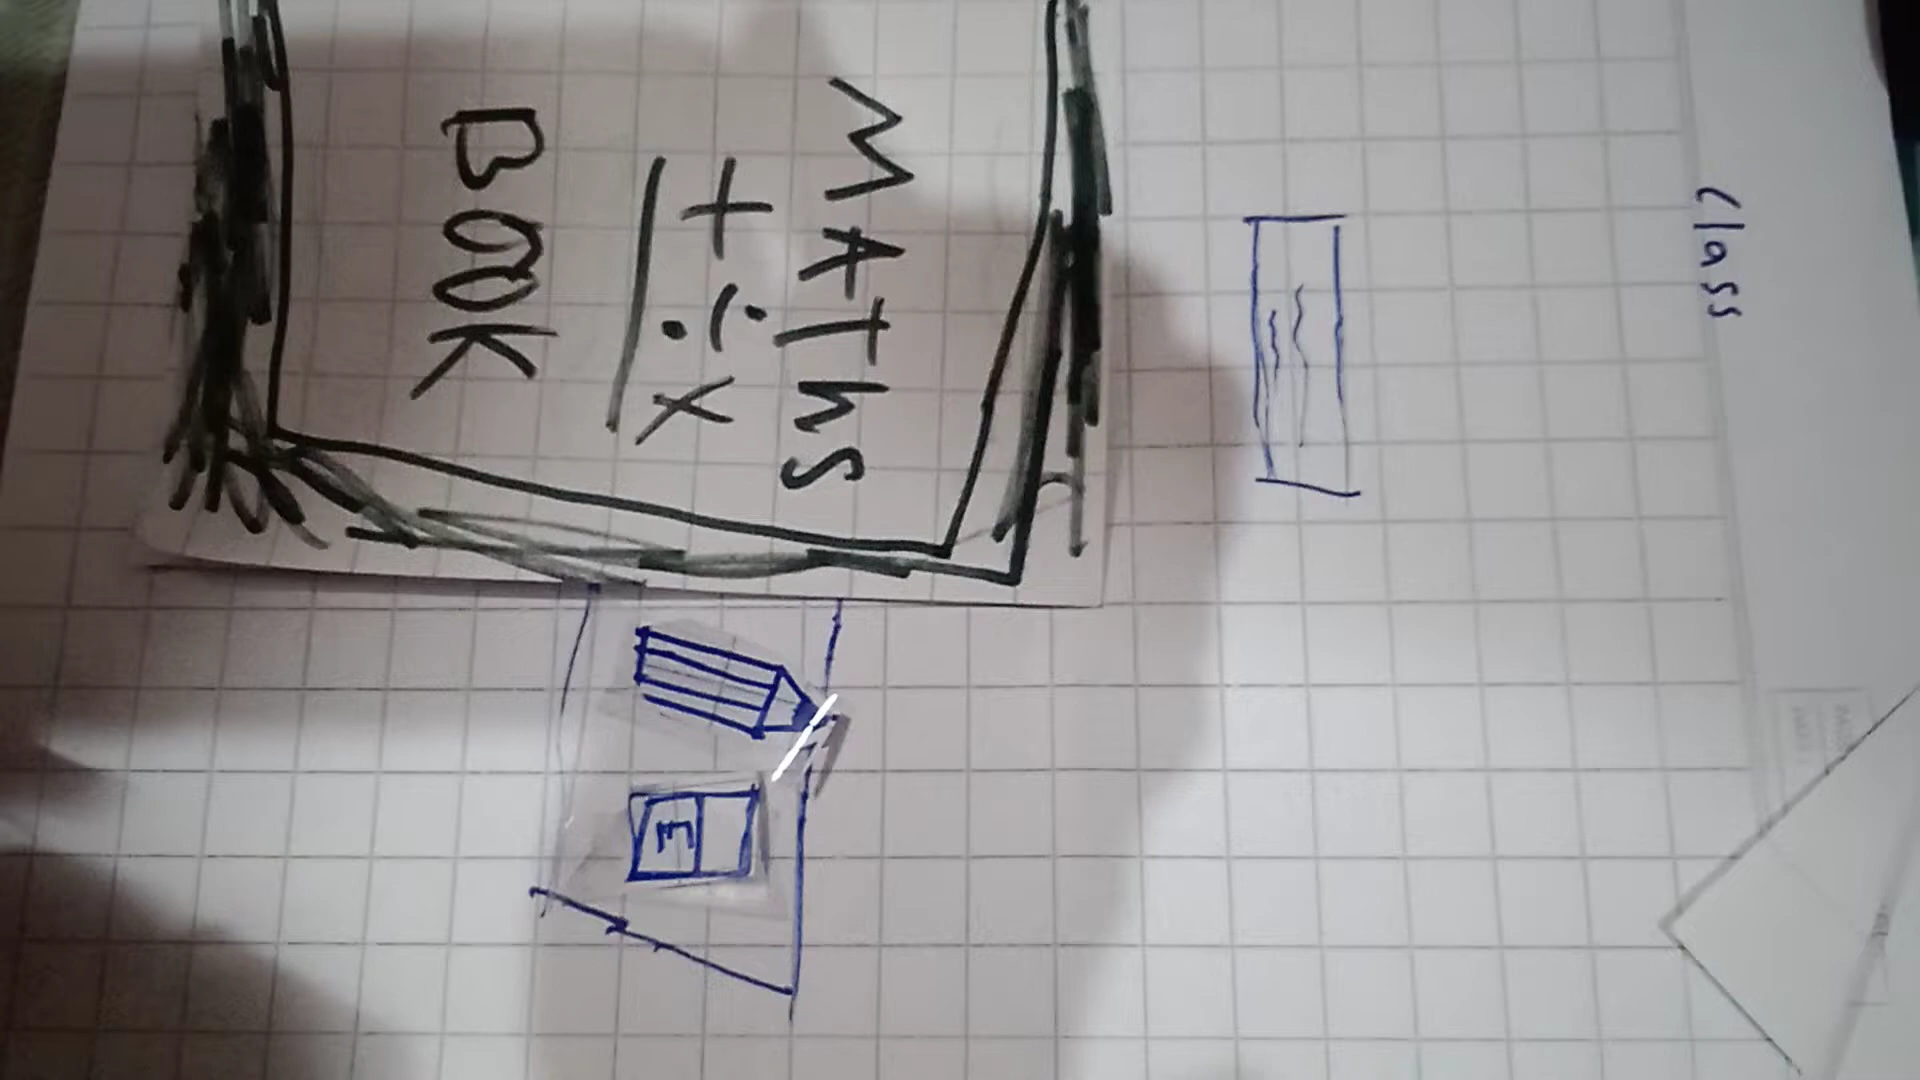 class
MAThS
+ ÷ x
BOOK
E